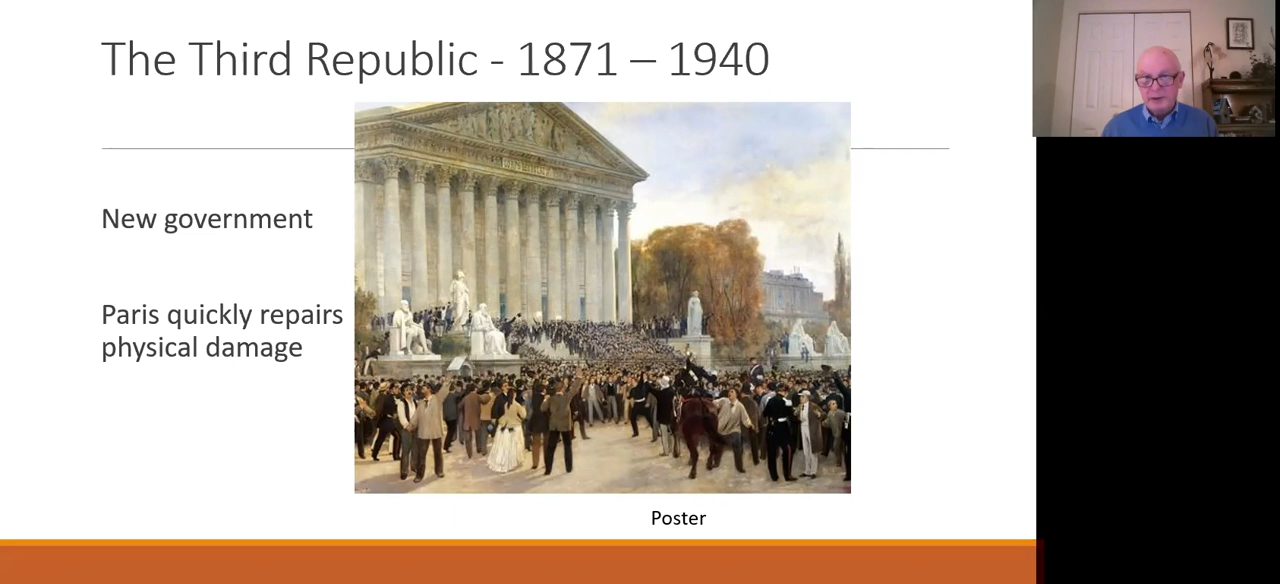 The Third Republic - 1871 – 1940
New government
Paris quickly repairs
physical damage
Poster